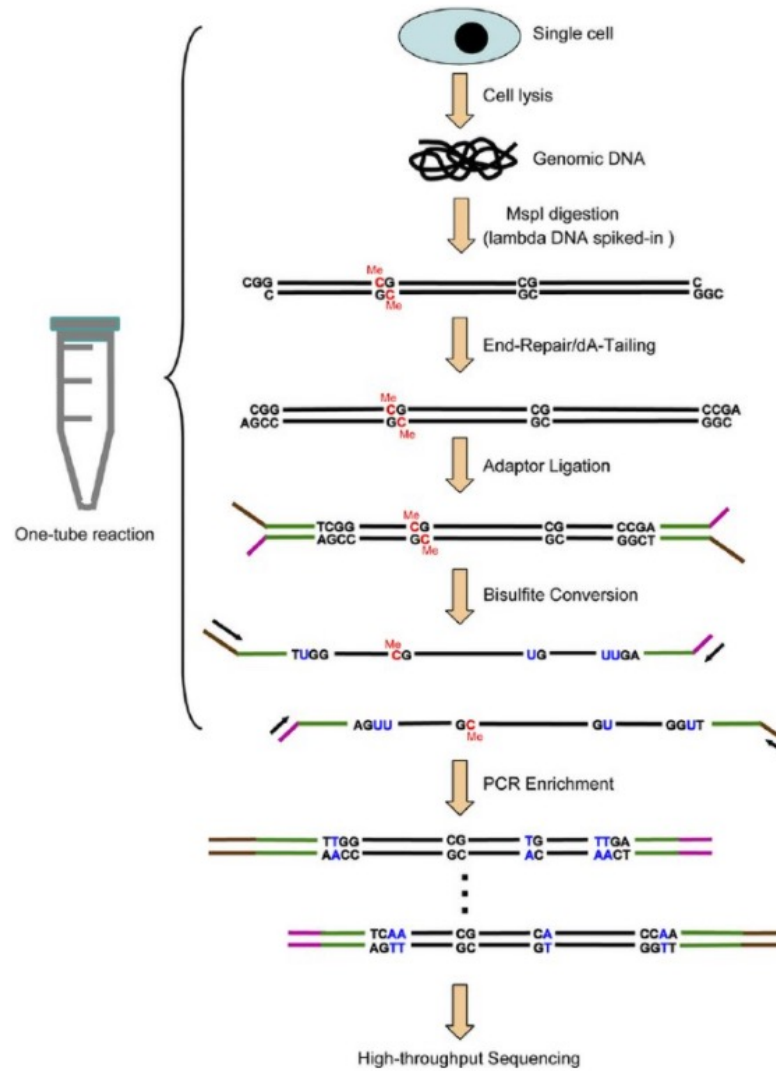 Single cell
Cell lysis
Genomic DNA
MspI digestion
(lambda DNA spiked-in )
CGG Me CG CG C
C GC GC GGC
Me
End-Repair/dA-Tailing
Me
CGG CG CG CCGA
AGCC GC GC GGC
Me
Adaptor Ligation
One-tube reaction
Me
TCGG CG CG CCGA
AGCC GC GC GGCT
Me
Bisulfite Conversion
Me
TUGG CG UG UUGA
AGUU GC GU GGUT
Me
PCR Enrichment
TTGG CG TG TTGA
AACC GC AC AACT
TCAA CG CA CCAA
AGTT GC GT GGTT
High-throughput Sequencing